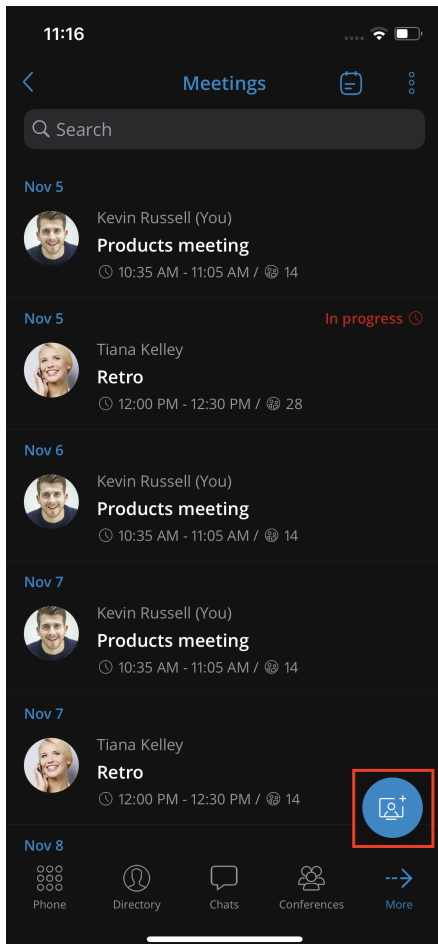 11:16
Meetings
Search
Nov 5
Kevin Russell (You)
Products meeting
10:35 AM - 11:05 AM / 14
Nov 5 In progress
Tiana Kelley
Retro
12:00 PM - 12:30 PM / 28
Nov 6
Kevin Russell (You)
Products meeting
10:35 AM - 11:05 AM / 14
Nov 7
Kevin Russell (You)
Products meeting
10:35 AM - 11:05 AM / 14
Nov 7
Tiana Kelley
Retro
12:00 PM - 12:30 PM / 14
Nov 8
Phone Directory Chats Conferences More